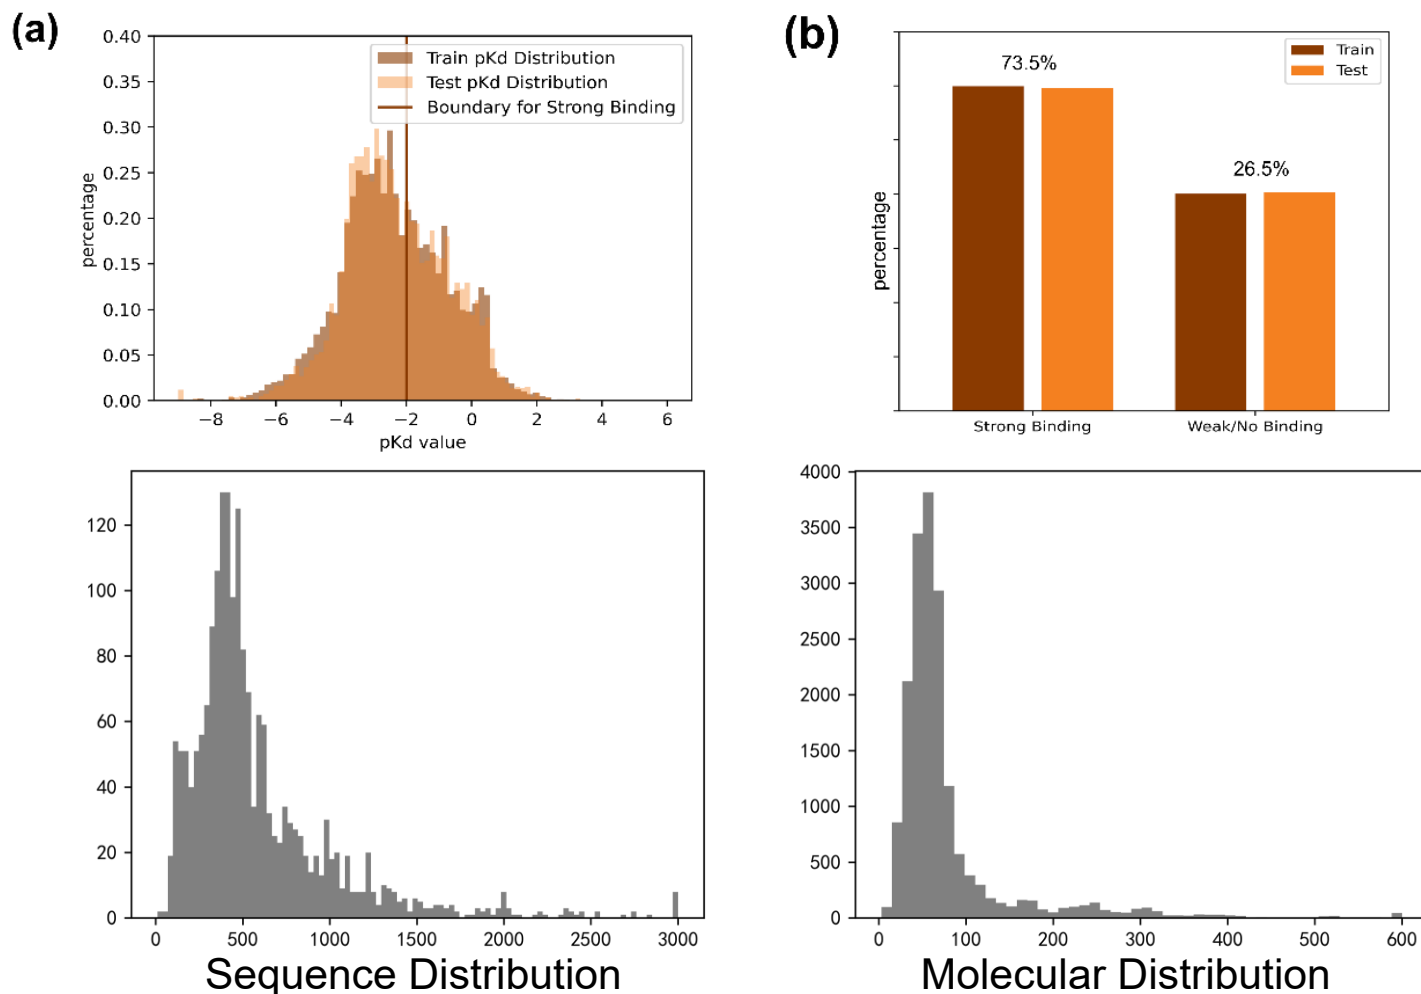 (a)
0.40
0.35
0.30
0.25
0.20
0.15
0.10
0.05
0.00
percentage
Train pKd Distribution
Test pKd Distribution
Boundary for Strong Binding
−8 −6 −4 −2 0 2 4 6
pKd value
(b)
percentage
Train
Test
73.5%
26.5%
Strong Binding Weak/No Binding
120
100
80
60
40
20
0
0 500 1000 1500 2000 2500 3000
Sequence Distribution
4000
3500
3000
2500
2000
1500
1000
500
0
0 100 200 300 400 500 600
Molecular Distribution